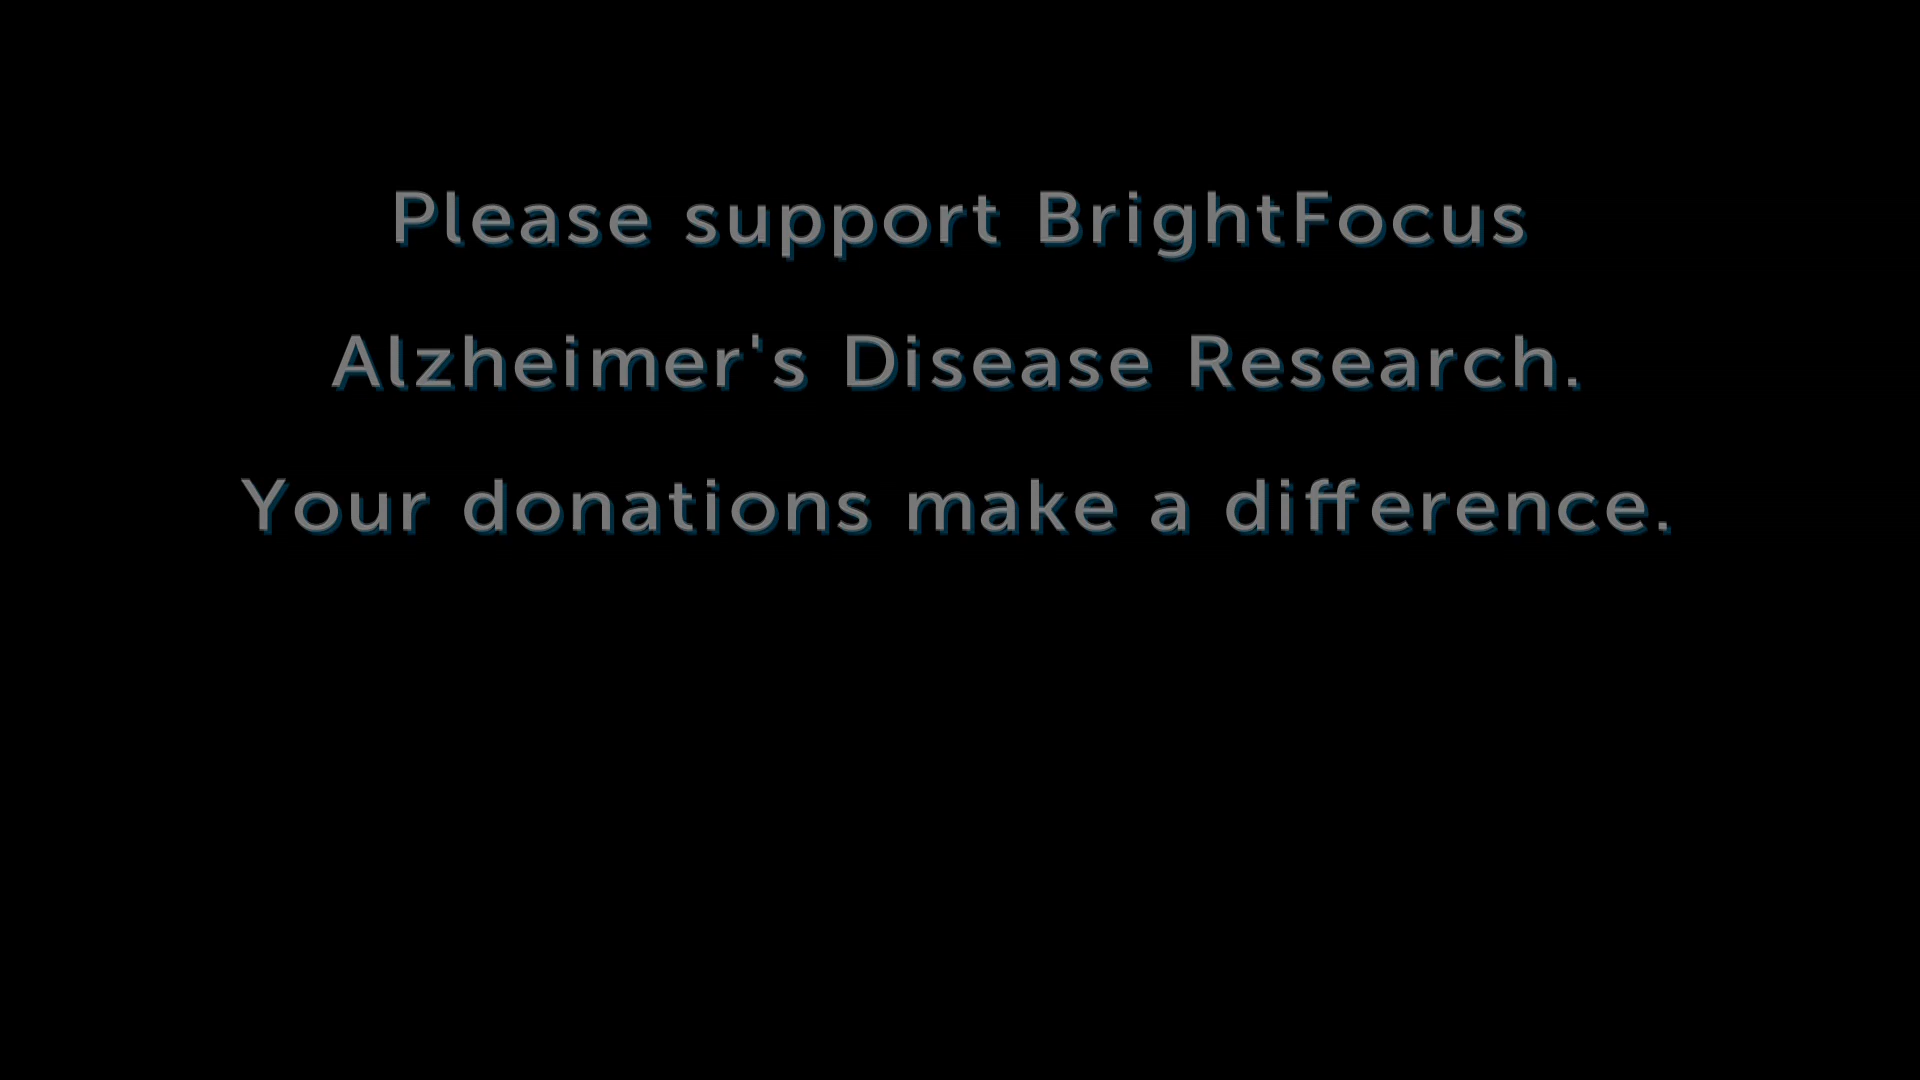 Please support BrightFocus
Alzheimer's Disease Research.
Your donations make a difference.